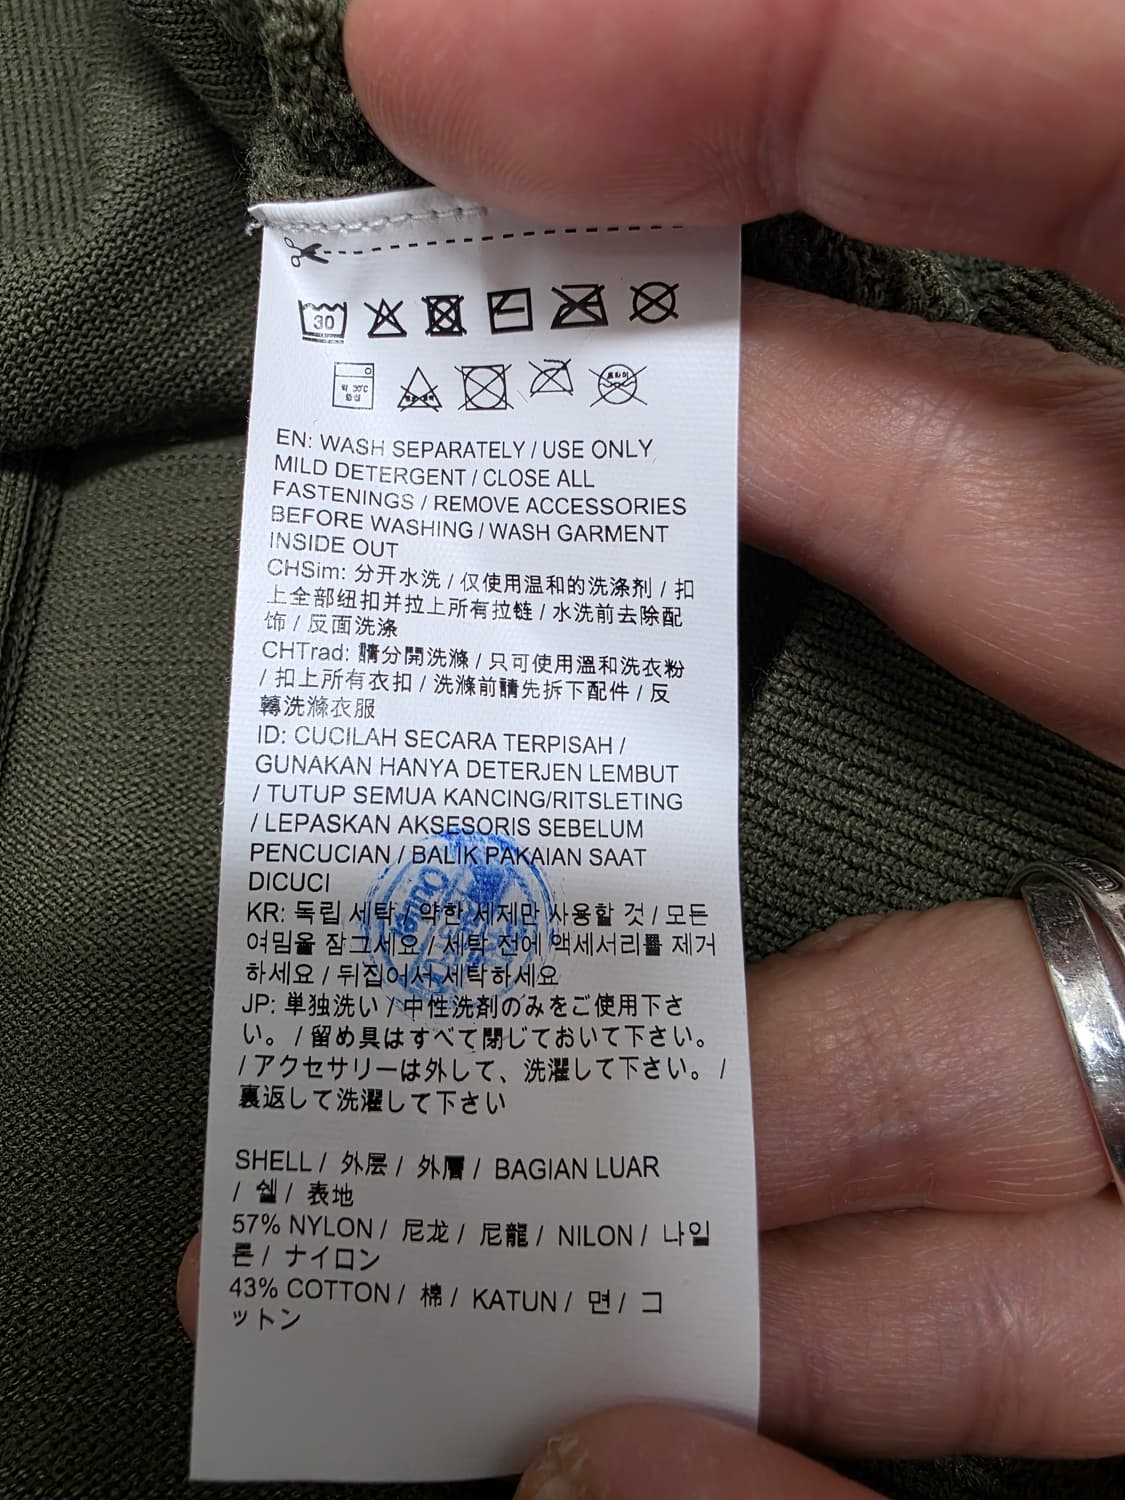 30
약 30℃
중성
드라이
EN: WASH SEPARATELY / USE ONLY
MILD DETERGENT / CLOSE ALL
FASTENINGS / REMOVE ACCESSORIES
BEFORE WASHING / WASH GARMENT
INSIDE OUT
CHSim: 分开水洗 / 仅使用温和的洗涤剂 / 扣
上全部纽扣并拉上所有拉链 / 水洗前去除配
饰 / 反面洗涤
CHTrad: 請分開洗滌 / 只可使用溫和洗衣粉
/ 扣上所有衣扣 / 洗滌前請先拆下配件 / 反
轉洗滌衣服
ID: CUCILAH SECARA TERPISAH /
GUNAKAN HANYA DETERJEN LEMBUT
/ TUTUP SEMUA KANCING/RITSLETING
/ LEPASKAN AKSESORIS SEBELUM
PENCUCIAN / BALIK PAKAIAN SAAT
DICUCI
KR: 독립 세탁 / 약한 세제만 사용할 것 / 모든
여밈을 잠그세요 / 세탁 전에 액세서리를 제거
하세요 / 뒤집어서 세탁하세요
JP: 単独洗い / 中性洗剤のみをご使用下さ
い。 / 留め具はすべて閉じておいて下さい。
/ アクセサリーは外して、洗濯して下さい。 /
裏返して洗濯して下さい
SHELL / 外层 / 外層 / BAGIAN LUAR
/ 쉘 / 表地
57% NYLON / 尼龙 / 尼龍 / NILON / 나일
론 / ナイロン
43% COTTON / 棉 / KATUN / 면 / コ
ットン